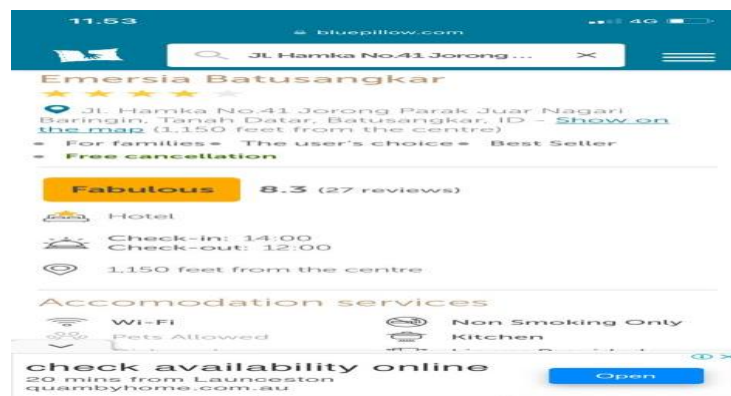 11.53
4G
bluepillow.com
JL Hamka No.41 Jorong ...
Emersia Batusangkar
Jl. Hamka No.41 Jorong Parak Juar Nagari
Baringin, Tanah Datar, Batusangkar, ID - Show on
the map (1,150 feet from the centre)
For families • The user's choice • Best Seller
Free cancellation
Fabulous 8.3 (27 reviews)
Hotel
Check-in: 14:00
Check-out: 12:00
1,150 feet from the centre
Accomodation services
Wi-Fi
Non Smoking Only
Pets Allowed
Kitchen
check availability online
20 mins from Launceston
quambyhome.com.au
Open